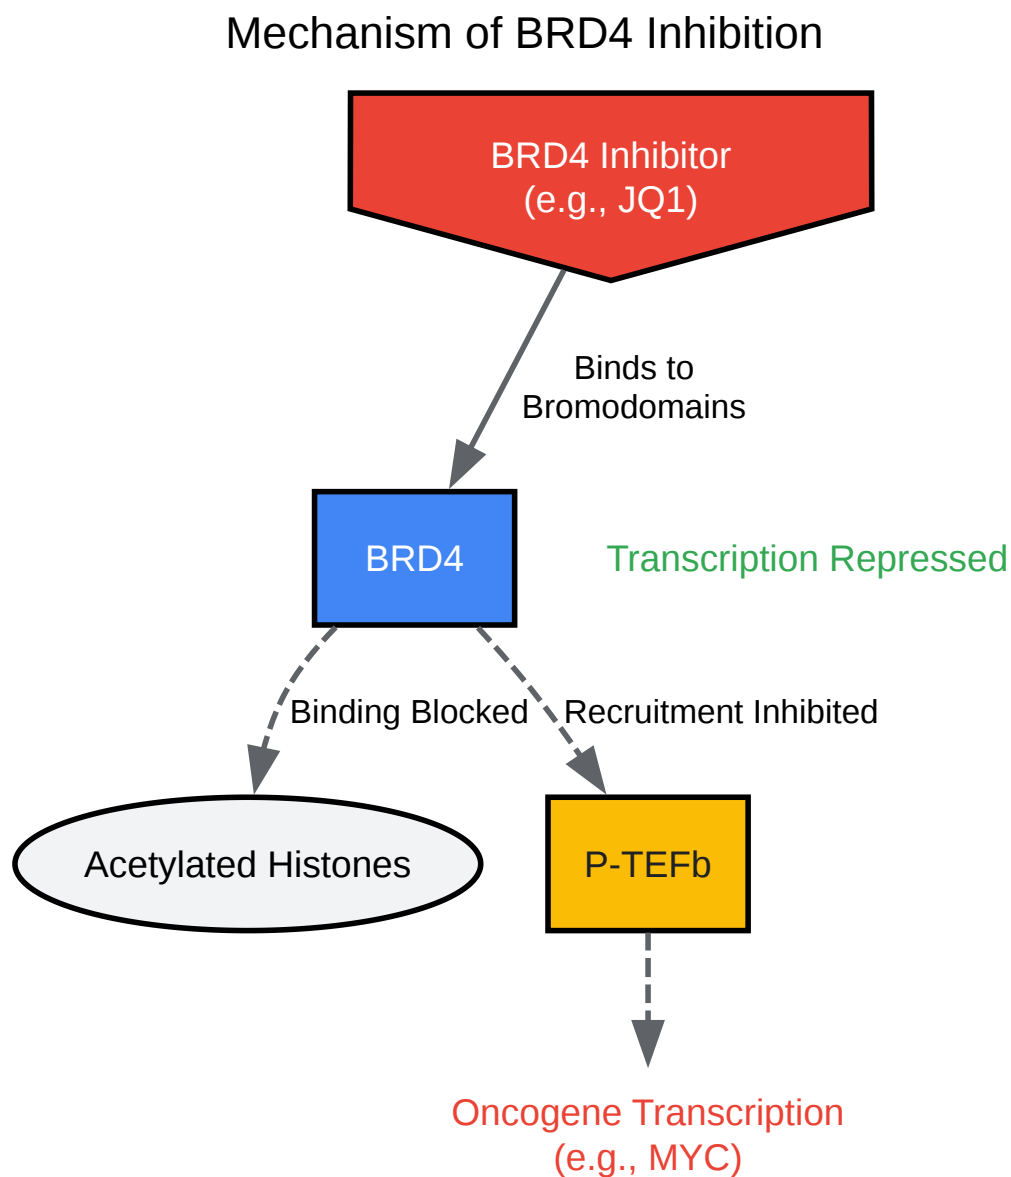 Mechanism of BRD4 Inhibition
BRD4 Inhibitor
(e.g., JQ1)
Binds to
Bromodomains
BRD4
Transcription Repressed
Binding Blocked
Recruitment Inhibited
Acetylated Histones
P-TEFb
Oncogene Transcription
(e.g., MYC)